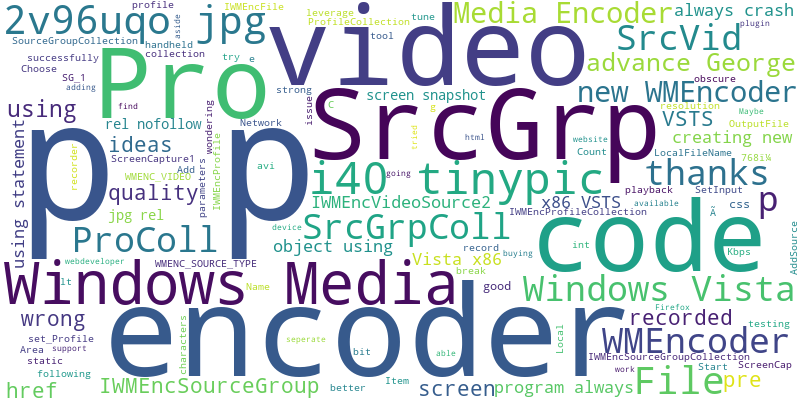 2v96uqo jpg
IWMEncFile
leverage
profile
aside
ProfileCollection
tune
Media Encoder
always crash
plugin
SourceGroupCollection
handheld
collection
tool
SrcVid
successfully
Choose
try
e
video
advance George
SG_1
adding
Pro
find
strong
issue
screen snapshot
C
SrcGrp
new WMEncoder
obscure
resolution
using
rel nofollow
wondering
Network
g
tried
VSTS
OutputFile
Maybe
creating new
using statement
recorder
p p
ideas
ScreenCapture1
IWMEncProfile
avi
html
website
Count
LocalFileName
768ï¼
Add
WMENC_VIDEO
parameters
i40 tinypic
going
thanks
quality
jpg rel
IWMEncVideoSource2
x86 VSTS
playback
SetInput
available
IWMEncProfileCollection
p
Ã
css
ProColl
SrcGrpColl
device
record
buying
code
int
Kbps
AddSource
object using
webdeveloper
WMENC_SOURCE_TYPE
Vista x86
lt
Name
break
Windows Media
good
Windows Vista
Firefox
wrong
set_Profile
Area
support
static
following
characters
encoder
seperate
bit
able
Local
recorded
testing
WMEncoder
IWMEncSourceGroupCollection
work
Start
ScreenCap
href
IWMEncSourceGroup
better
Item
screen
program always
File
pre